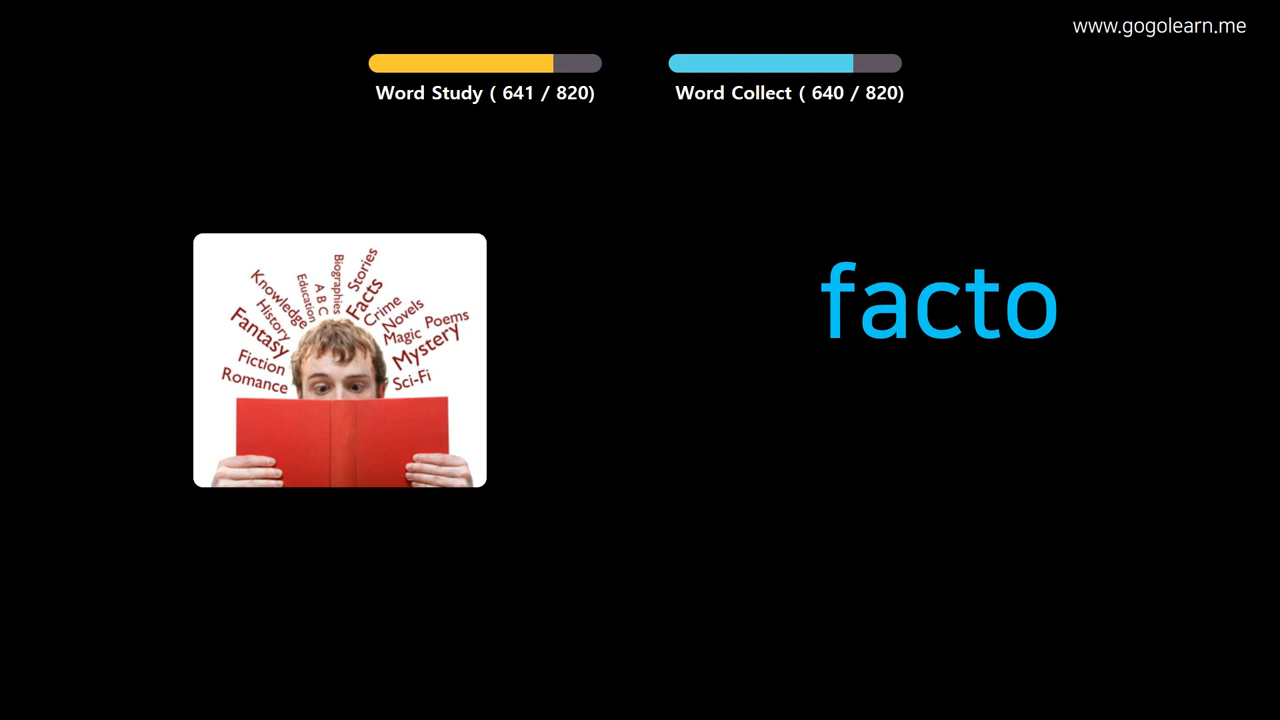 www.gogolearn.me
Word Study ( 641 / 820)
Word Collect ( 640 / 820)
facto
Stories
Biographies
Facts
Knowledge
Education
A B C
Crime
History
Novels
Fantasy
Poems
Magic
Mystery
Fiction
Romance
Sci-Fi